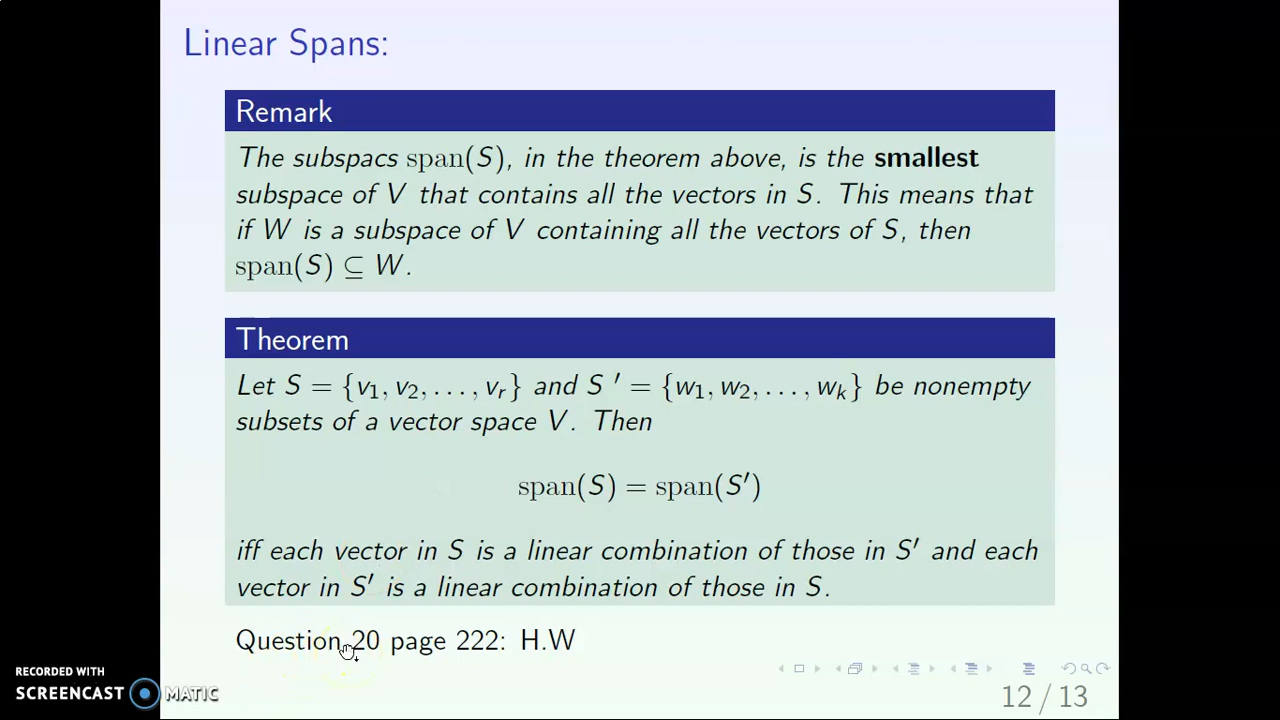 Linear Spans:
Remark
The subspacs span(S), in the theorem above, is the smallest
subspace of V that contains all the vectors in S. This means that
if W is a subspace of V containing all the vectors of S, then
span(S) ⊆ W.
Theorem
Let S = {v₁, v₂, . . . , vᵣ} and S ′ = {w₁, w₂, . . . , wₖ} be nonempty
subsets of a vector space V. Then
span(S) = span(S′)
iff each vector in S is a linear combination of those in S′ and each
vector in S′ is a linear combination of those in S.
Question 20 page 222: H.W
RECORDED WITH
SCREENCAST MATIC
12 / 13